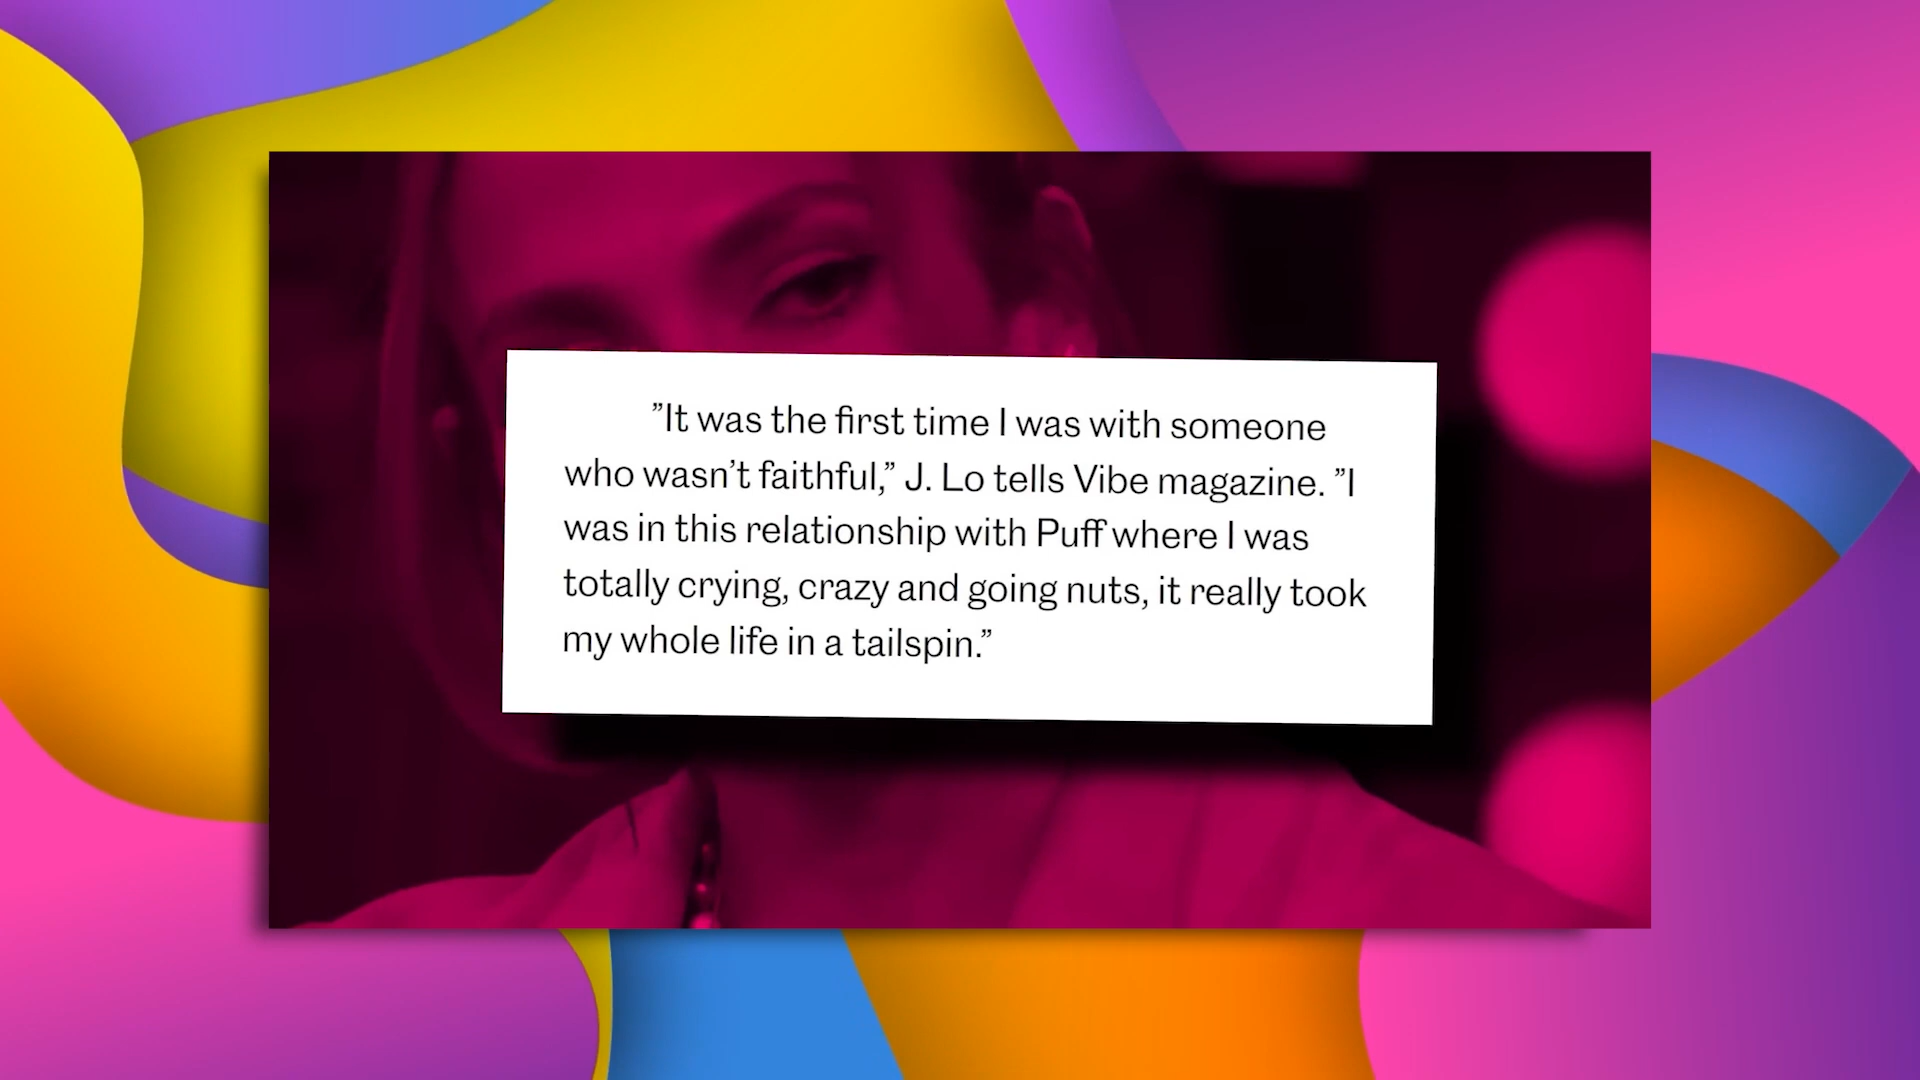 ”It was the first time I was with someone
who wasn’t faithful,” J. Lo tells Vibe magazine. ”I
was in this relationship with Puff where I was
totally crying, crazy and going nuts, it really took
my whole life in a tailspin.”